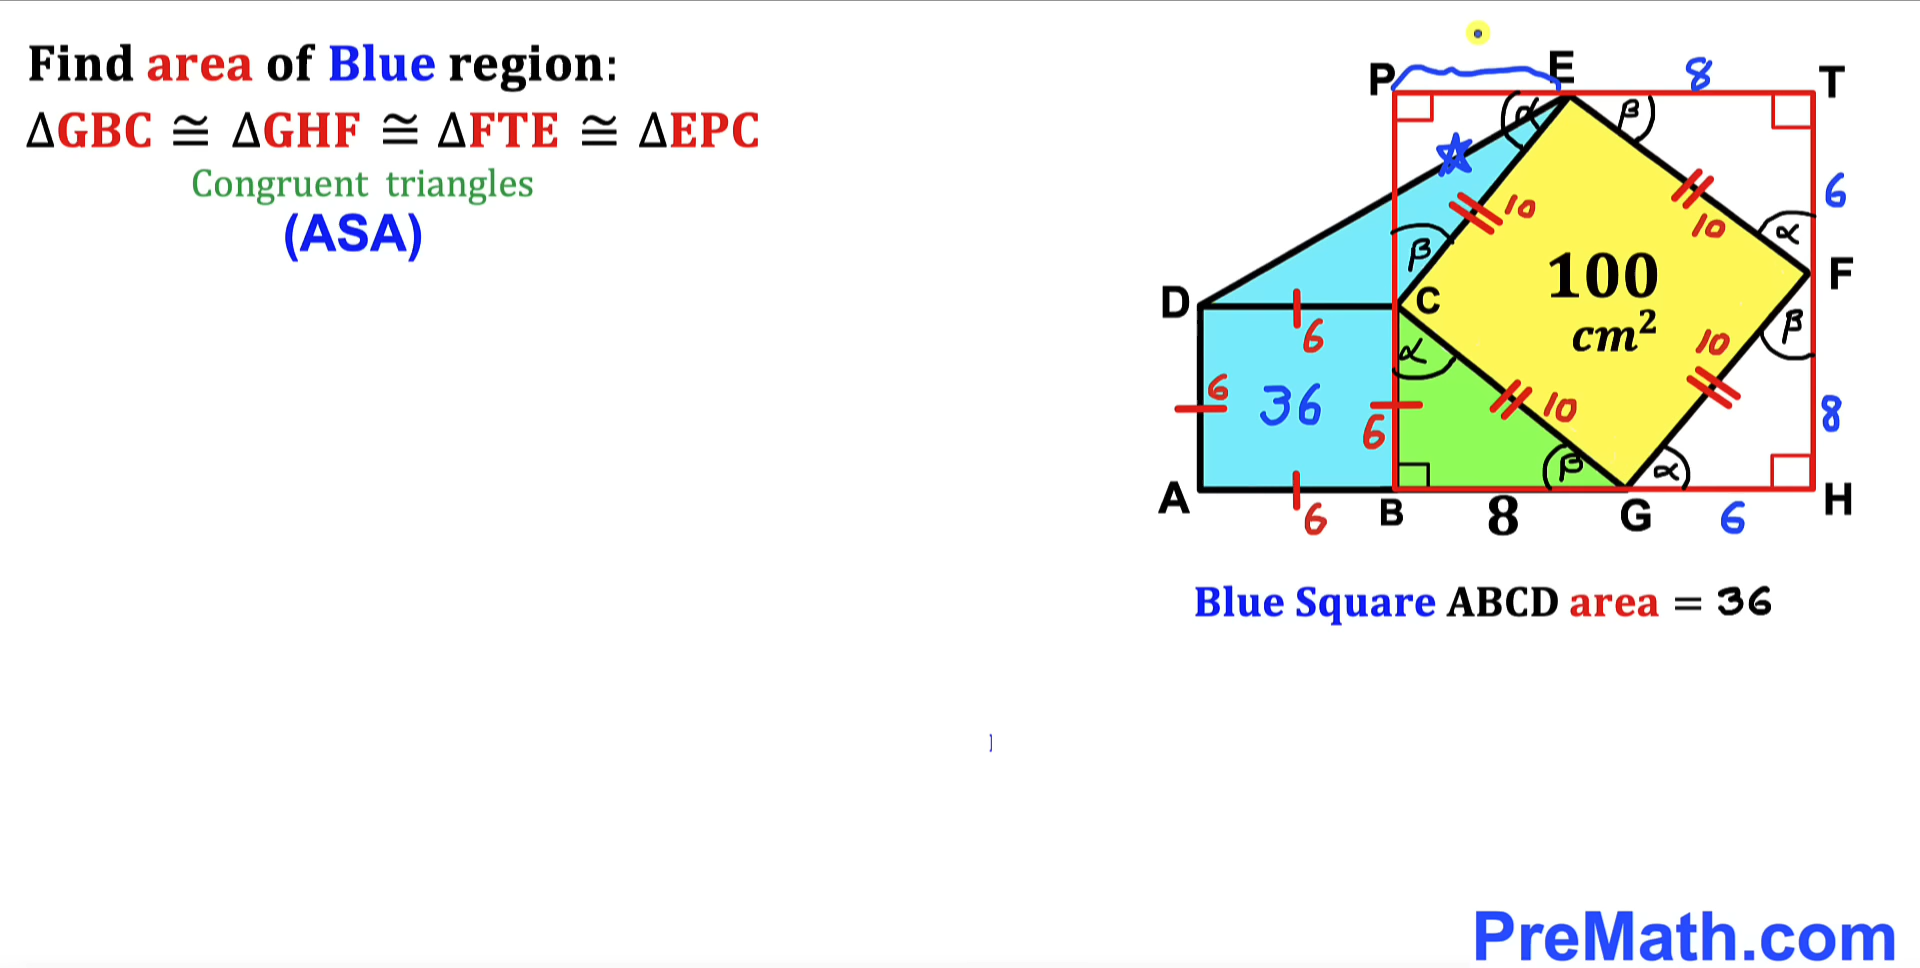 Find area of Blue region:
ΔGBC ≅ ΔGHF ≅ ΔFTE ≅ ΔEPC
Congruent triangles
(ASA)
P E 8 T
α β
10 10 6
β α
100
cm²
D C F
6 β
α 10
6 36 6 10 8
β α
A 6 B 8 G 6 H
Blue Square ABCD area = 36
PreMath.com